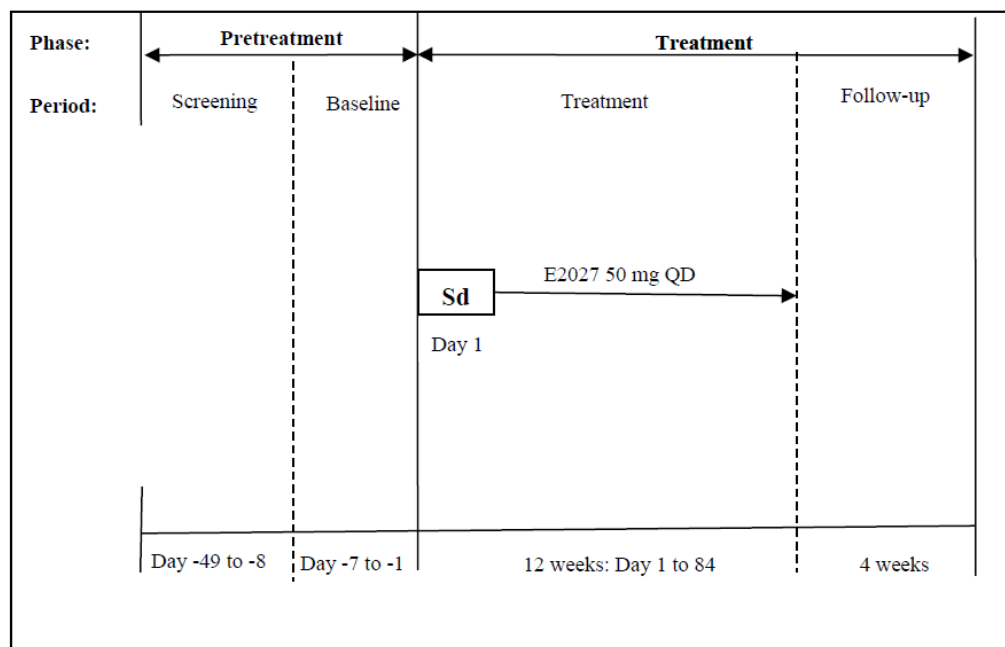 Phase: Pretreatment Treatment
Period: Screening Baseline Treatment Follow-up
E2027 50 mg QD
Sd
Day 1
Day -49 to -8 Day -7 to -1 12 weeks: Day 1 to 84 4 weeks